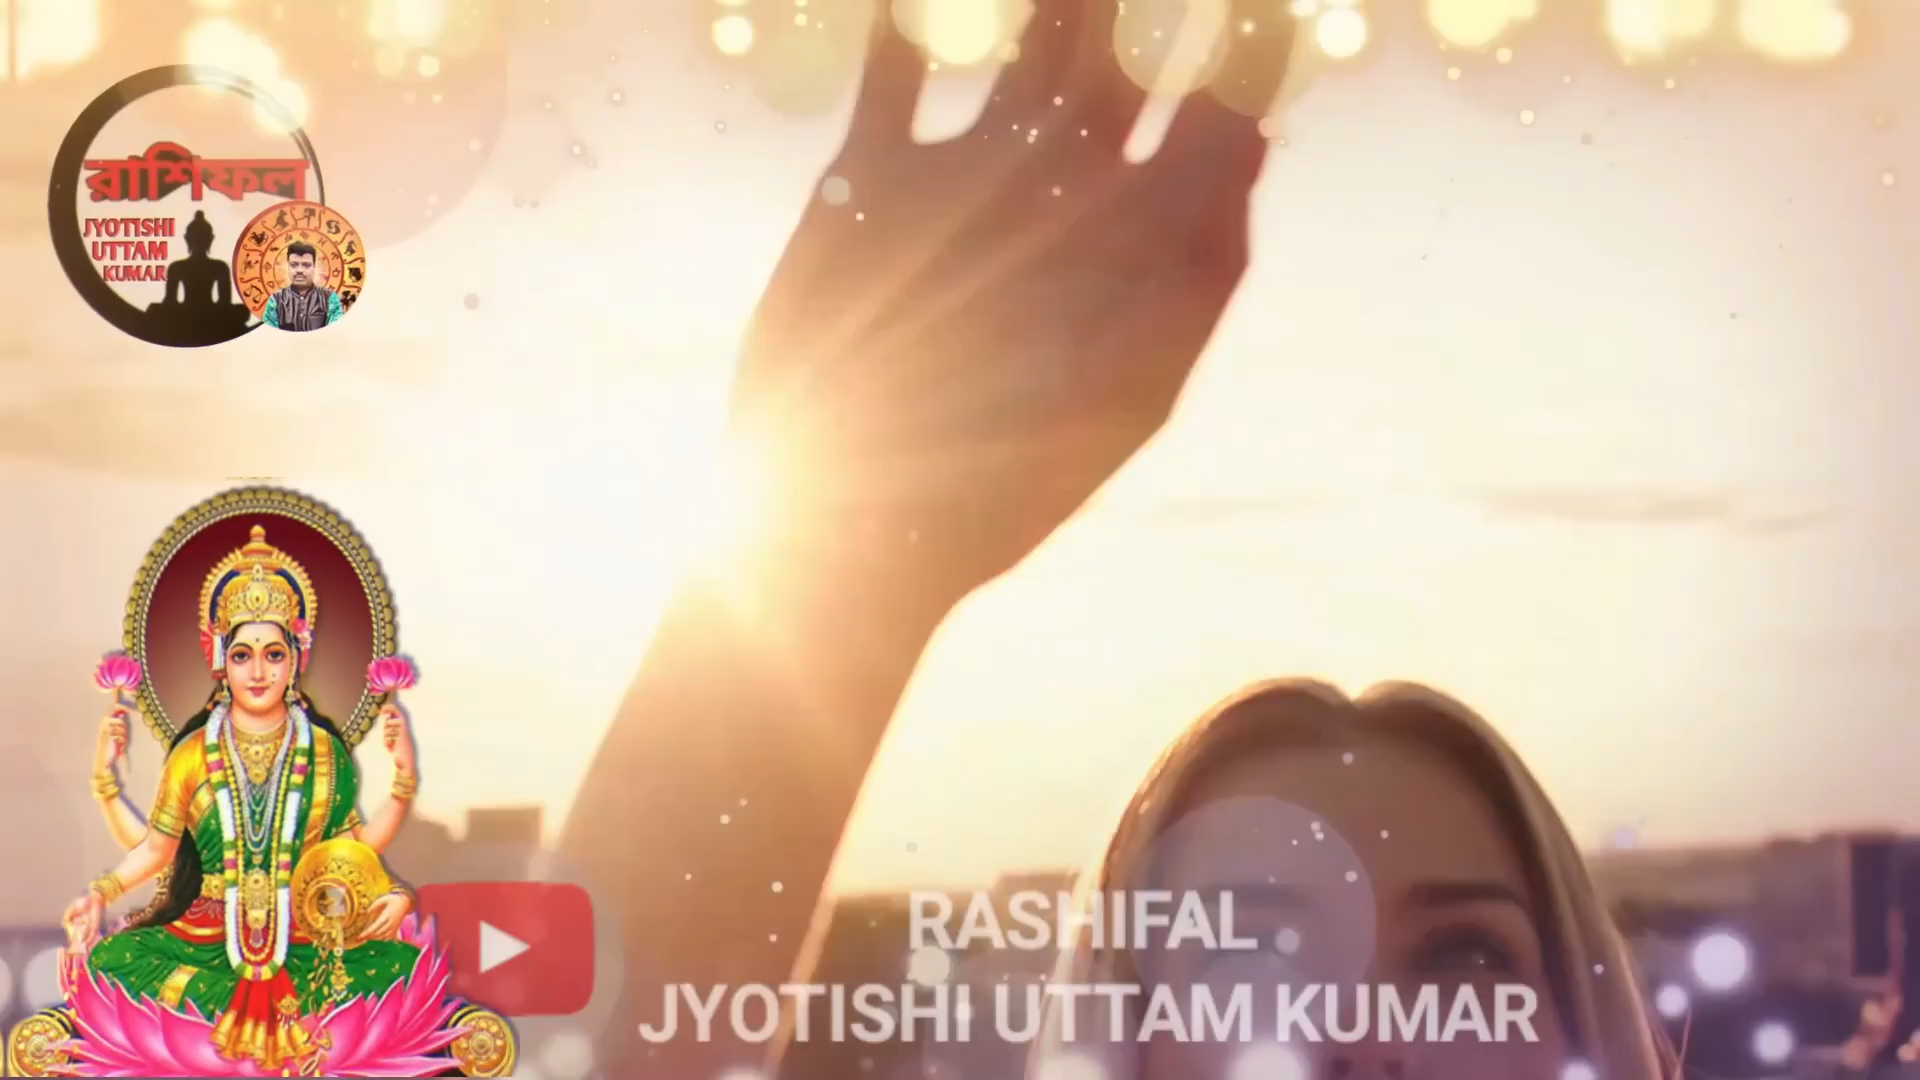 রাশিফল
JYOTISHI
UTTAM
KUMAR
RASHIFAL
JYOTISHI UTTAM KUMAR